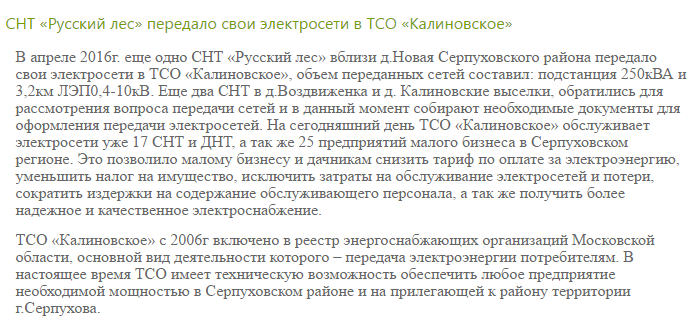 СНТ «Русский лес» передало свои электросети в ТСО «Калиновское»
В апреле 2016г. еще одно СНТ «Русский лес» вблизи д.Новая Серпуховского района передало
свои электросети в ТСО «Калиновское», объем переданных сетей составил: подстанция 250кВА и
3,2км ЛЭП0,4-10кВ. Еще два СНТ в д.Воздвиженка и д. Калиновские выселки, обратились для
рассмотрения вопроса передачи сетей и в данный момент собирают необходимые документы для
оформления передачи электросетей. На сегодняшний день ТСО «Калиновское» обслуживает
электросети уже 17 СНТ и ДНТ, а так же 25 предприятий малого бизнеса в Серпуховском
регионе. Это позволило малому бизнесу и дачникам снизить тариф по оплате за электроэнергию,
уменьшить налог на имущество, исключить затраты на обслуживание электросетей и потери,
сократить издержки на содержание обслуживающего персонала, а так же получить более
надежное и качественное электроснабжение.
ТСО «Калиновское» с 2006г включено в реестр энергоснабжающих организаций Московской
области, основной вид деятельности которого – передача электроэнергии потребителям. В
настоящее время ТСО имеет техническую возможность обеспечить любое предприятие
необходимой мощностью в Серпуховском районе и на прилегающей к району территории
г.Серпухова.